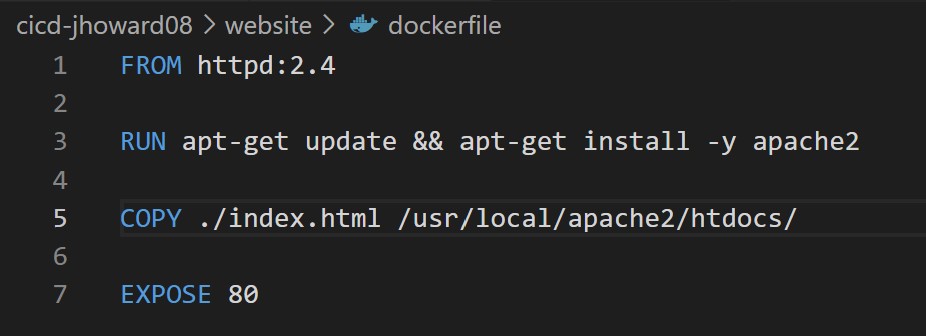 cicd-jhoward08 > website > dockerfile
1 FROM httpd:2.4
2
3 RUN apt-get update && apt-get install -y apache2
4
5 COPY ./index.html /usr/local/apache2/htdocs/
6
7 EXPOSE 80